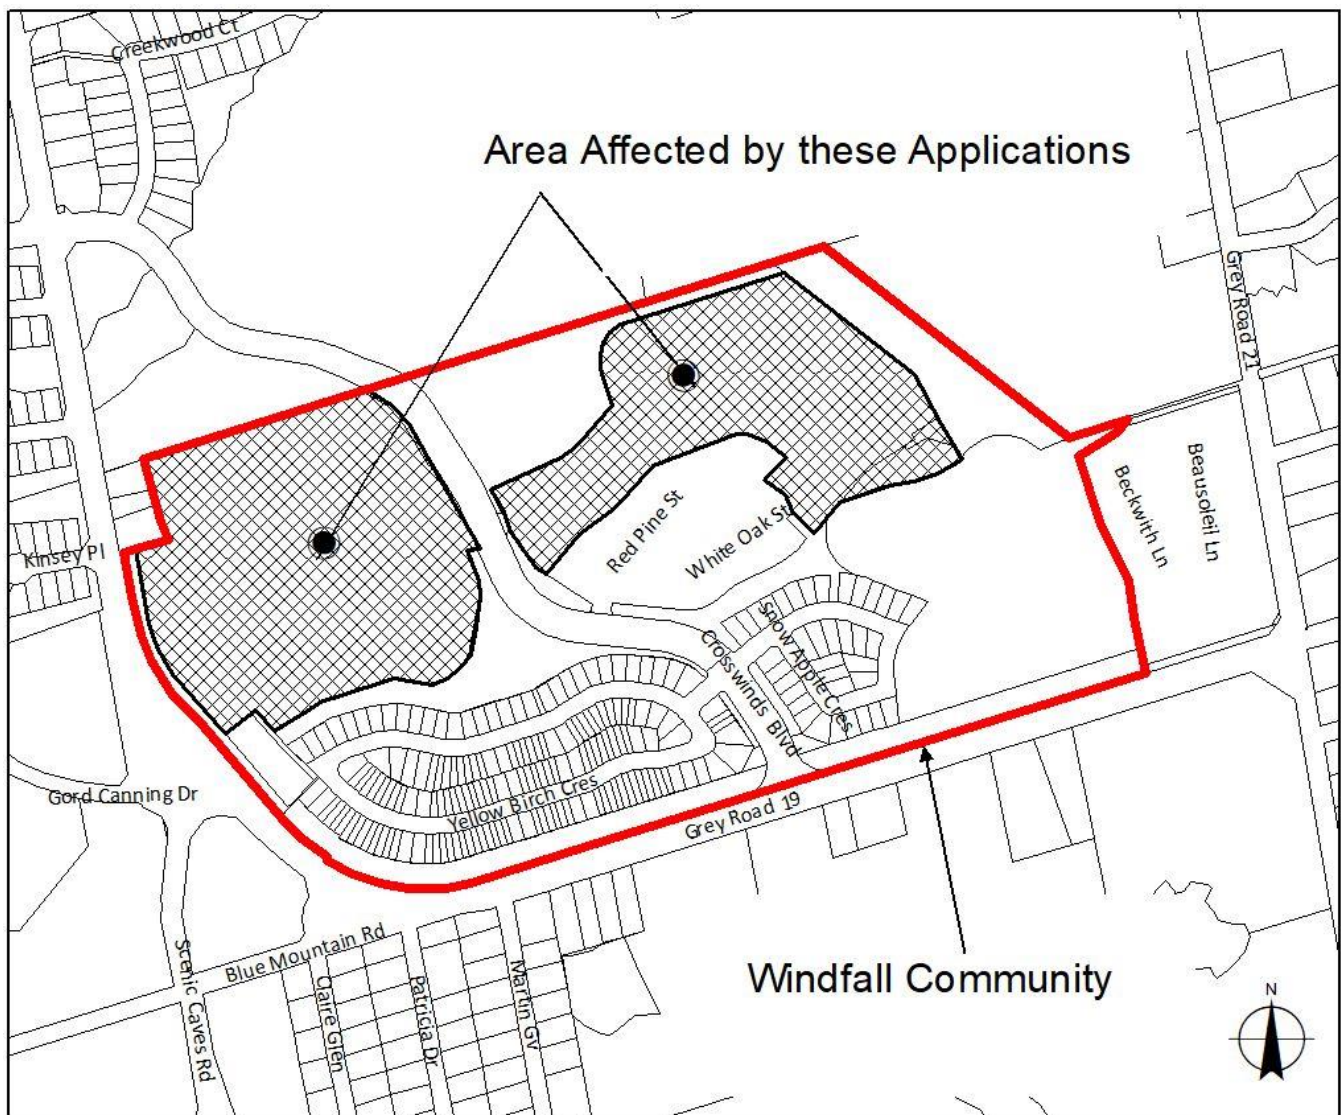 Creekwood Ct
Area Affected by these Applications
Grey Road 21
Kinsey Pl
Red Pine St
White Oak St
Beckwith Ln
Beausoleil Ln
Snow Apple Cres
Crosswinds Blvd
Gord Canning Dr
Yellow Birch Cres
Grey Road 19
Blue Mountain Rd
Scenic Caves Rd
Claire Glen
Patricia Dr
Martin Gv
Windfall Community
N